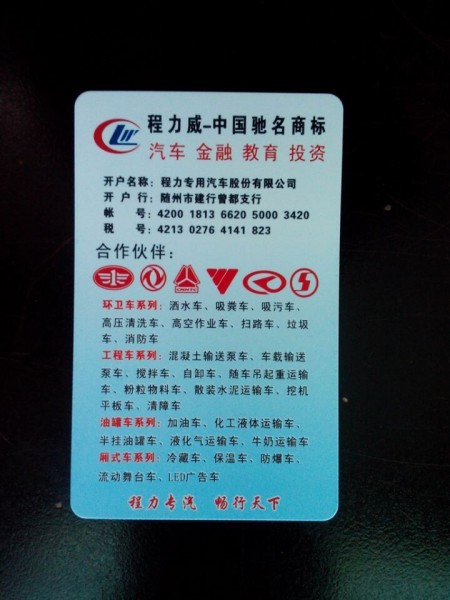 程力威-中国驰名商标
汽车 金融 教育 投资
开户名称: 程力专用汽车股份有限公司
开 户 行: 随州市建行曾都支行
帐 号: 4200 1813 6620 5000 3420
税 号: 4213 0276 4141 823
合作伙伴:
环卫车系列: 洒水车、吸粪车、吸污车、
高压清洗车、高空作业车、扫路车、垃圾
车、消防车
工程车系列: 混凝土输送泵车、车载输送
泵车、搅拌车、自卸车、随车吊起重运输
车、粉粒物料车、散装水泥运输车、挖机
平板车、清障车
油罐车系列: 加油车、化工液体运输车、
半挂油罐车、液化气运输车、牛奶运输车
厢式车系列: 冷藏车、保温车、防爆车、
流动舞台车、LED广告车
程力专汽 畅行天下